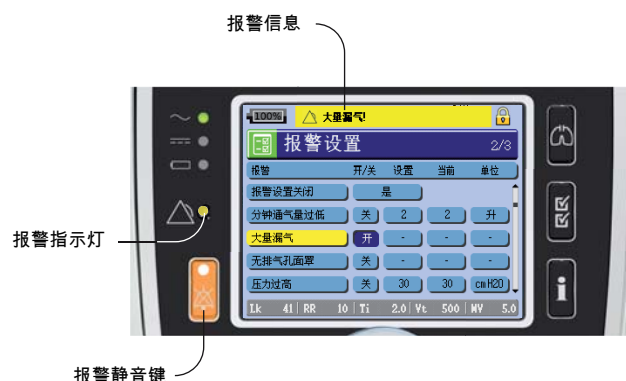 报警信息
100% 大量漏气!
报警设置 2/3
报警 开/关 设置 当前 单位
报警设置关闭 是
分钟通气量过低 关 2 2 升
大量漏气 开 - - -
无排气孔面罩 关 - - -
压力过高 关 30 30 cmH2O
Lk 41 RR 10 Ti 2.0 Vt 500 MV 5.0
报警指示灯
报警静音键